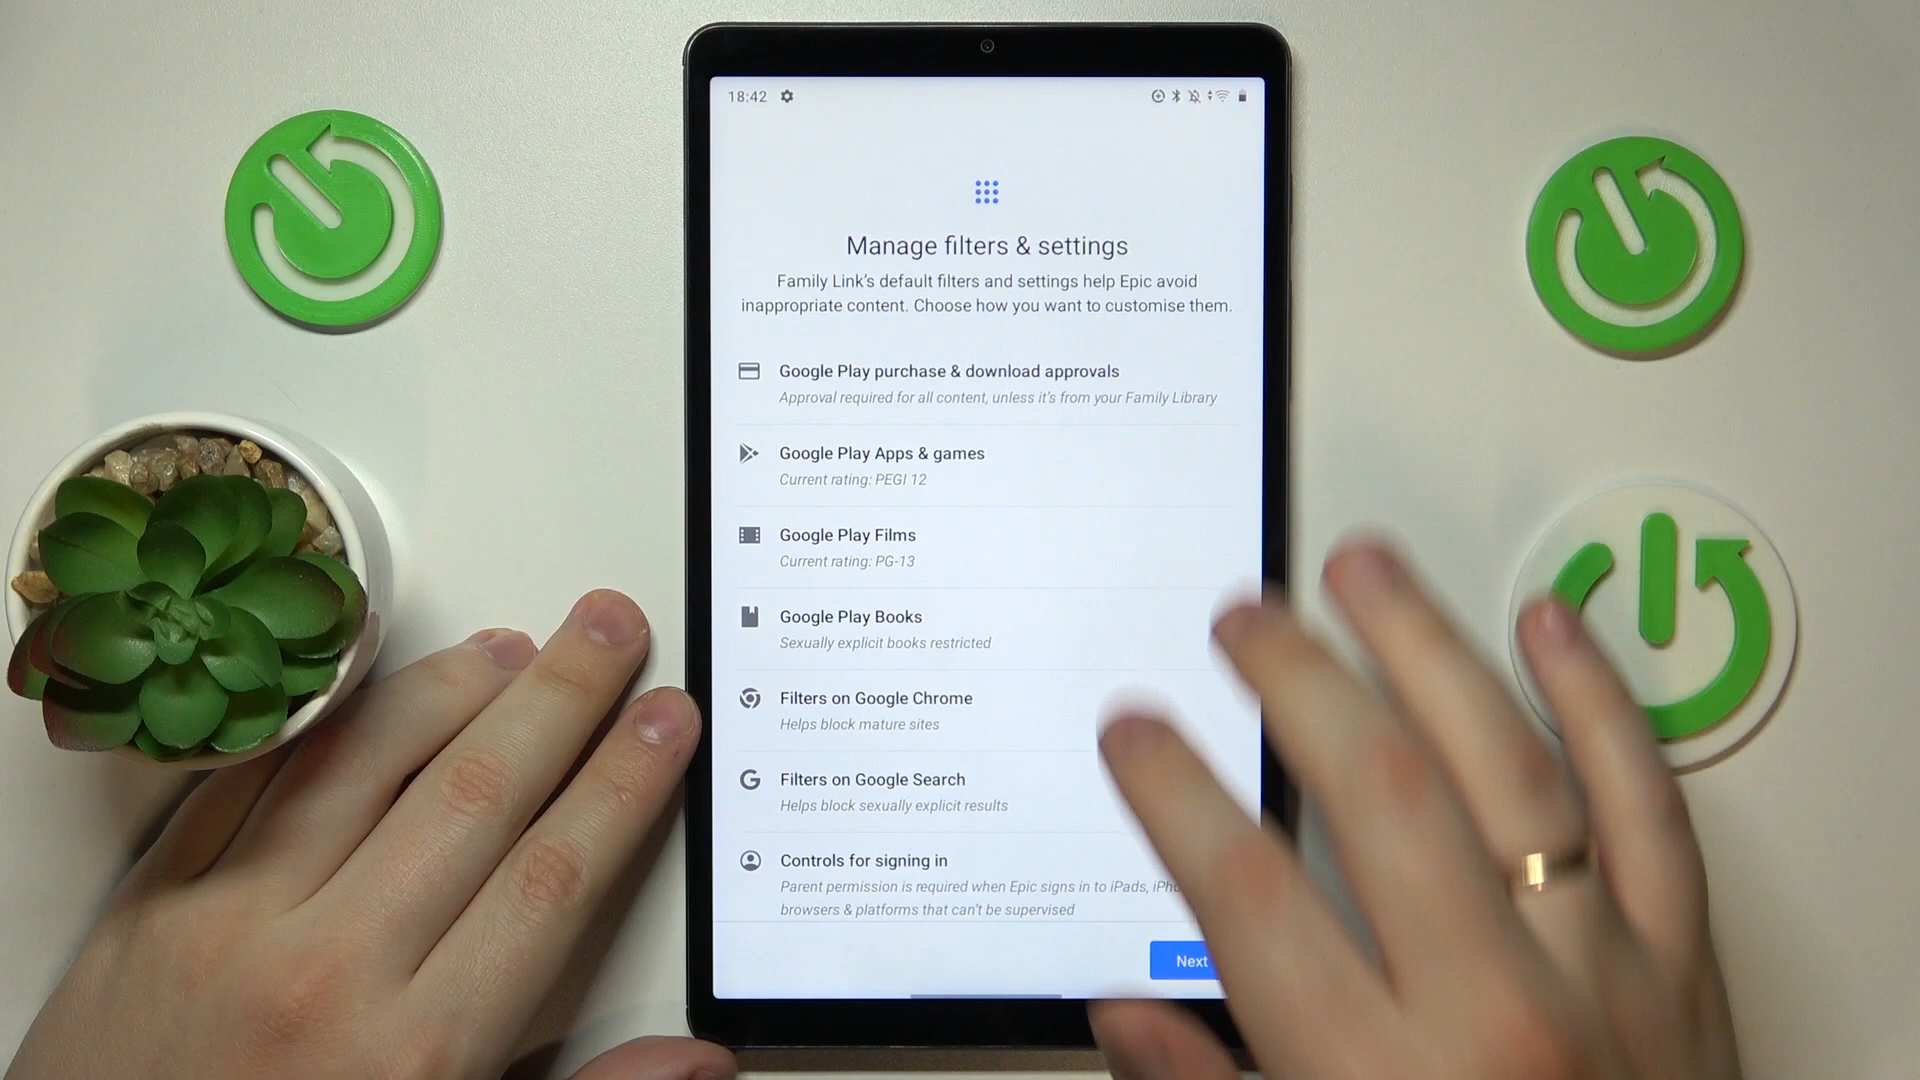 18:42
Manage filters & settings
Family Link's default filters and settings help Epic avoid
inappropriate content. Choose how you want to customise them.
Google Play purchase & download approvals
Approval required for all content, unless it's from your Family Library
Google Play Apps & games
Current rating: PEGI 12
Google Play Films
Current rating: PG-13
Google Play Books
Sexually explicit books restricted
Filters on Google Chrome
Helps block mature sites
Filters on Google Search
Helps block sexually explicit results
Controls for signing in
Parent permission is required when Epic signs in to iPads,
browsers & platforms that can't be supervised
Next